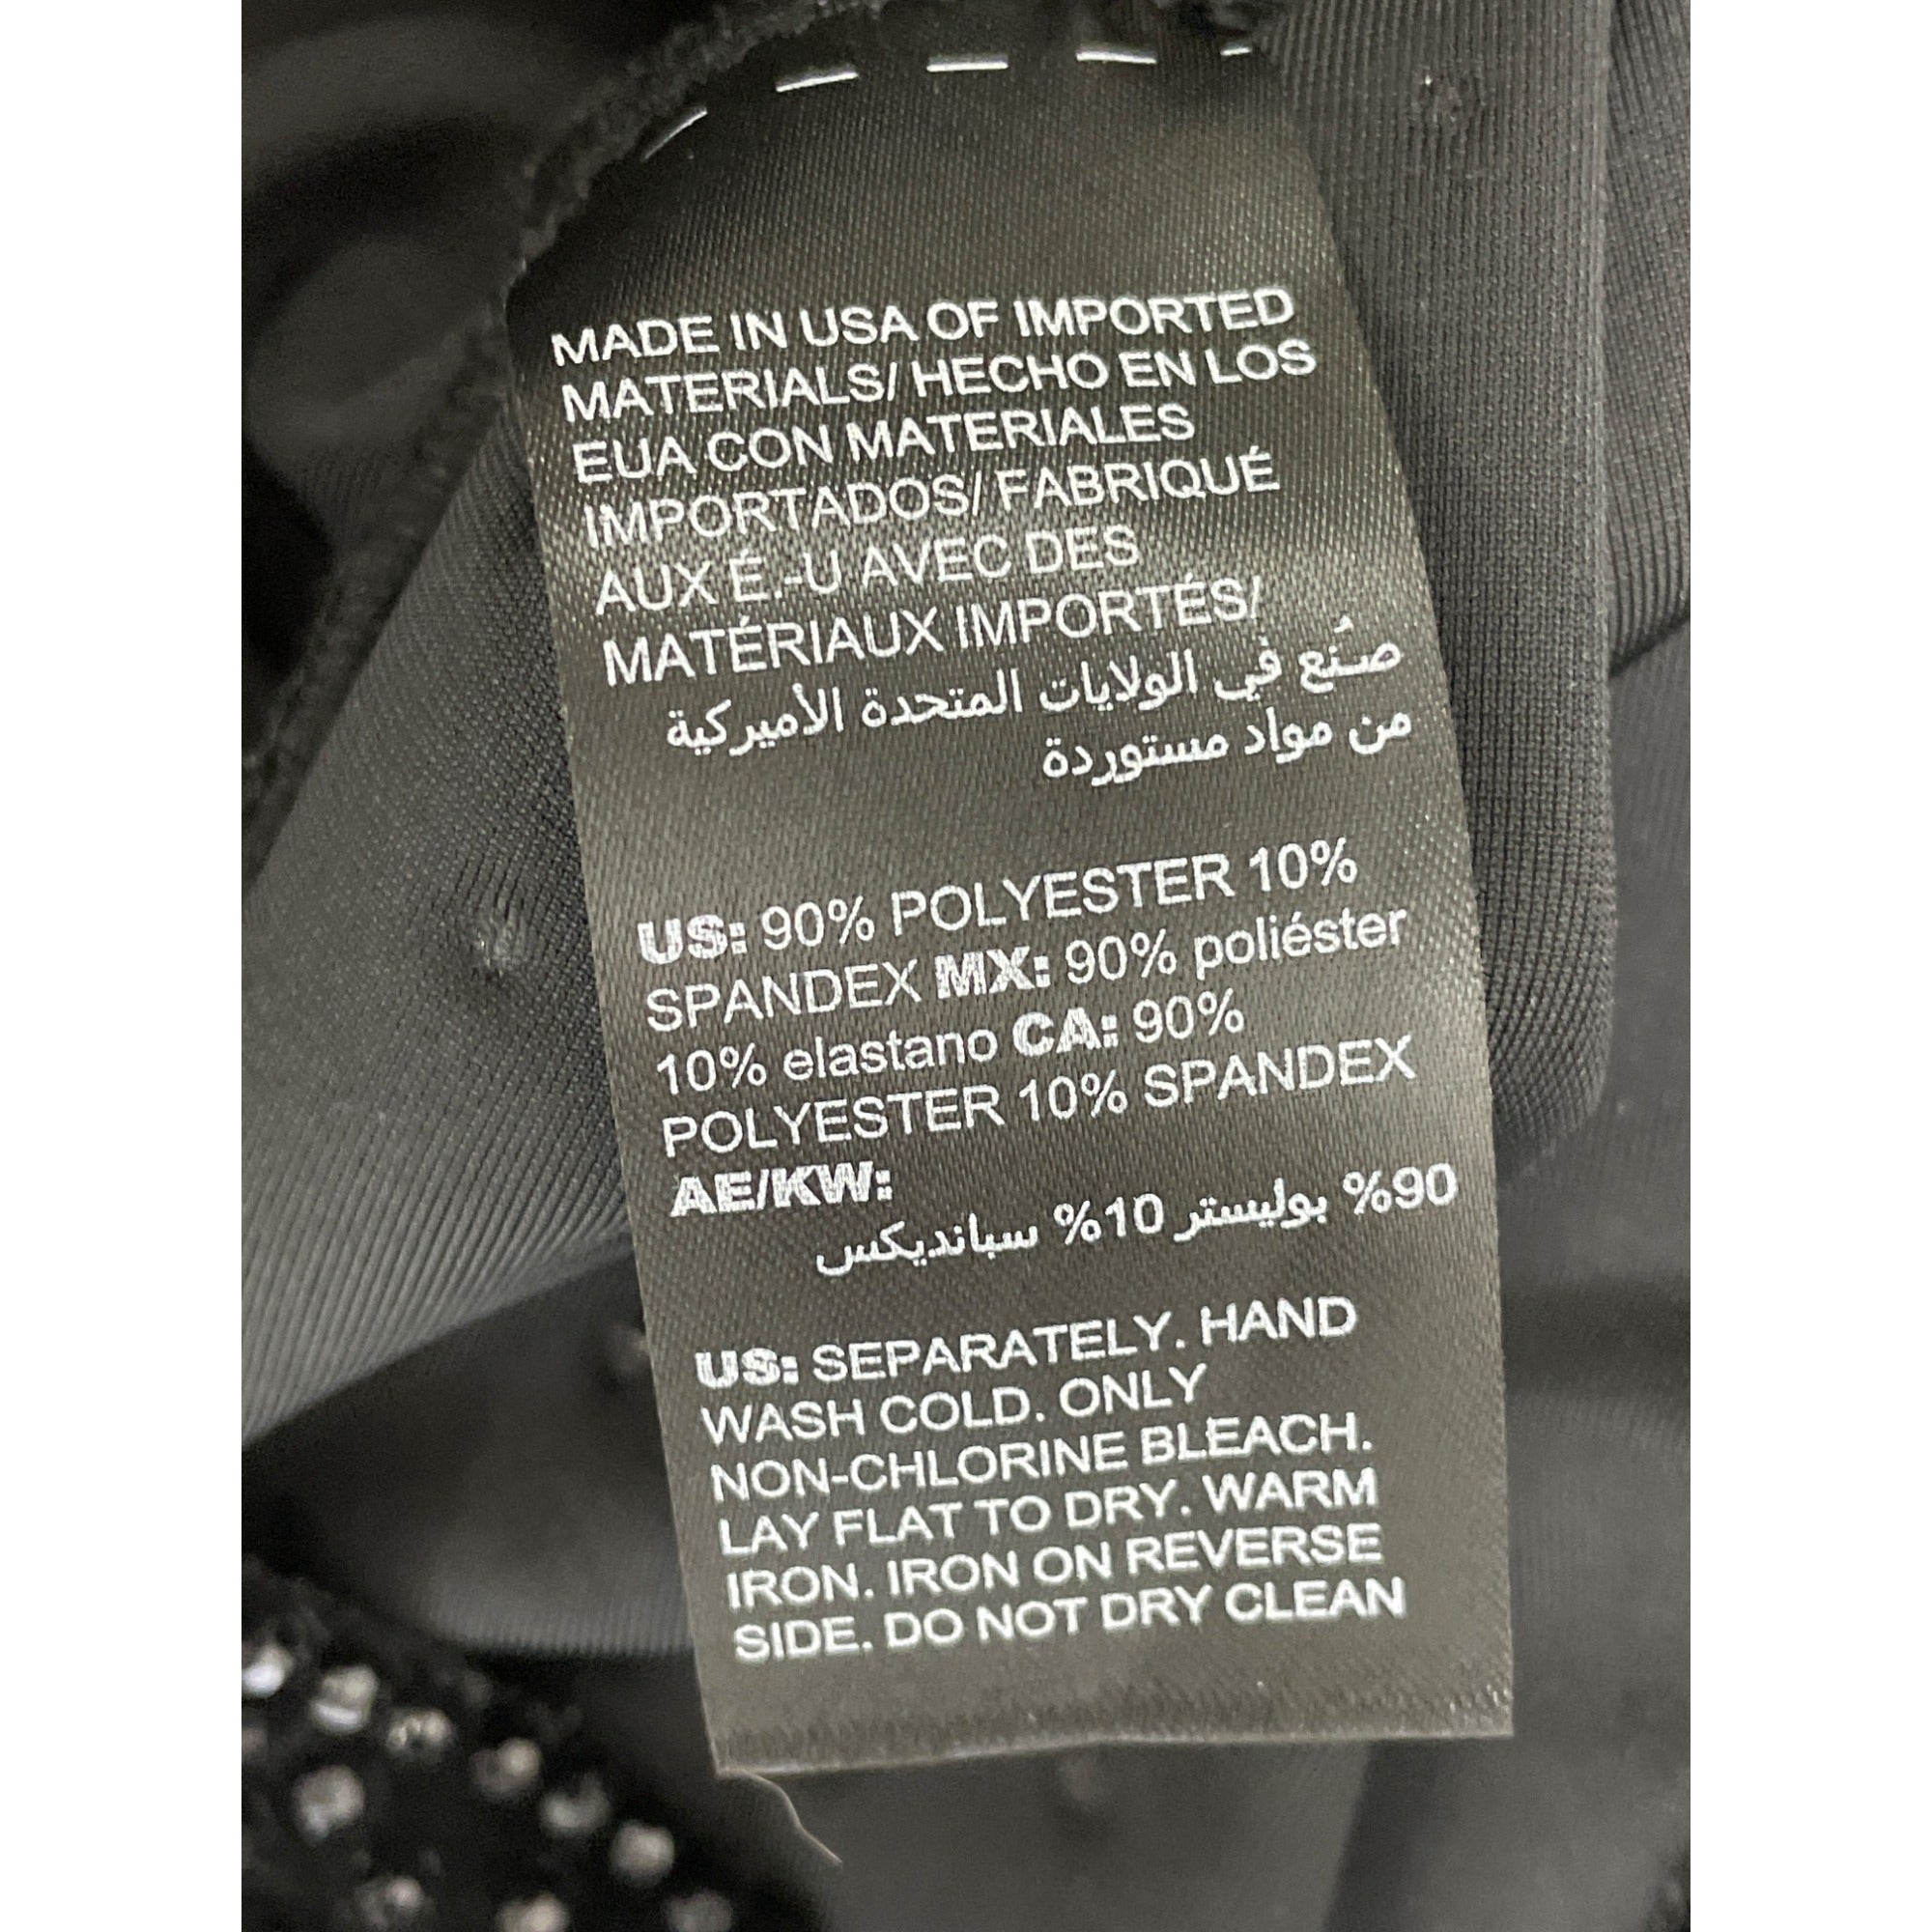 MADE IN USA OF IMPORTED
MATERIALS/ HECHO EN LOS
EUA CON MATERIALES
IMPORTADOS/ FABRIQUÉ
AUX É.-U AVEC DES
MATÉRIAUX IMPORTÉS/
صُنع في الولايات المتحدة الأميركية
من مواد مستوردة
US: 90% POLYESTER 10%
SPANDEX MX: 90% poliéster
10% elastano CA: 90%
POLYESTER 10% SPANDEX
AE/KW:
90% بوليستر 10% سبانديكس
US: SEPARATELY. HAND
WASH COLD. ONLY
NON-CHLORINE BLEACH.
LAY FLAT TO DRY. WARM
IRON. IRON ON REVERSE
SIDE. DO NOT DRY CLEAN